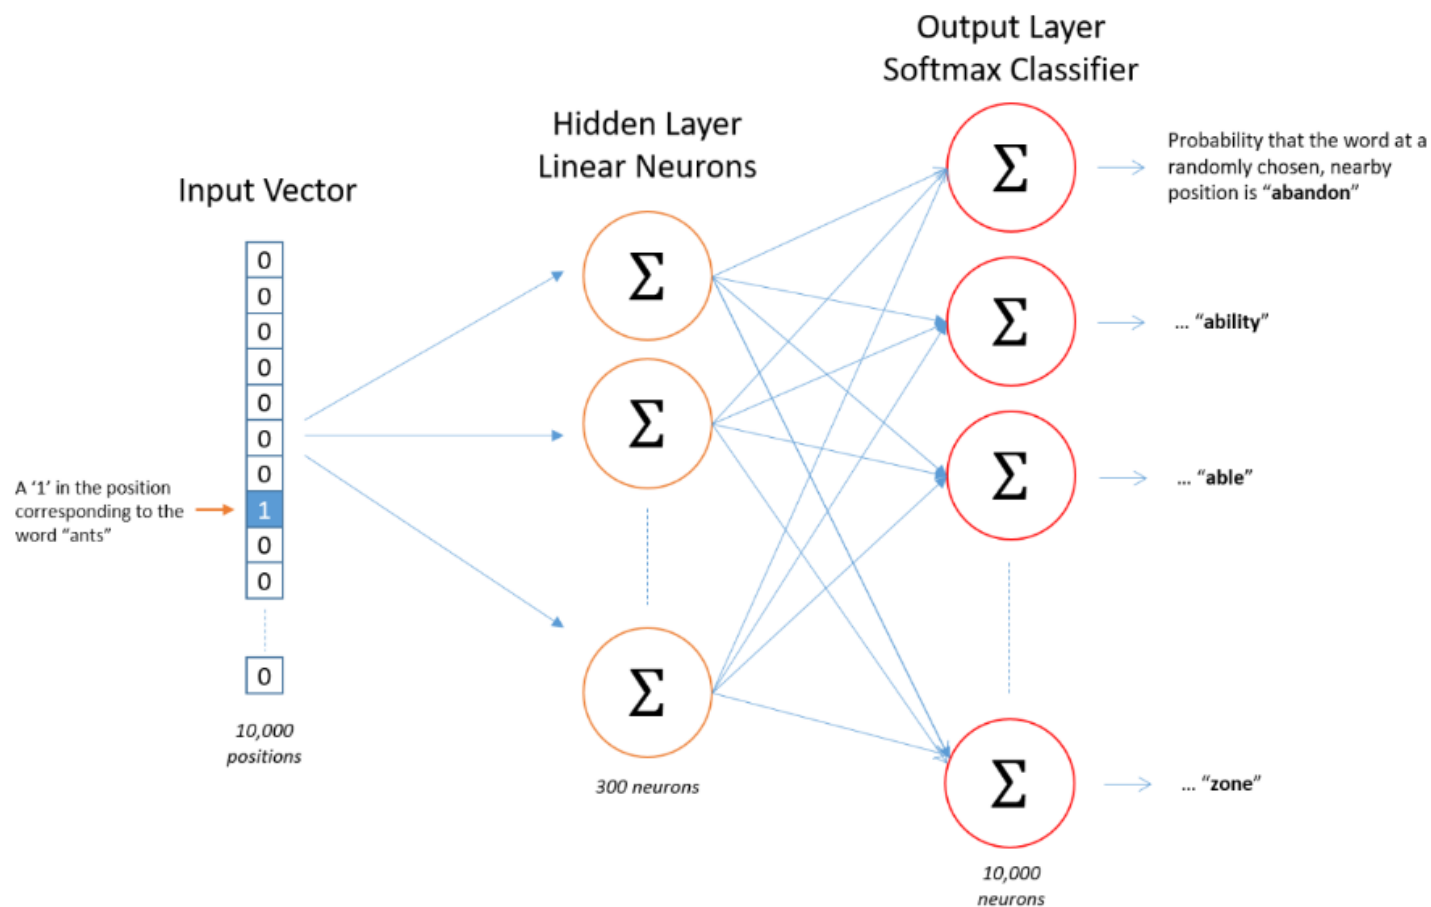 Output Layer
Softmax Classifier
Hidden Layer
Linear Neurons
Input Vector
0
0
0
0
0
0
0
1
0
0
0
A ‘1’ in the position
corresponding to the
word “ants”
10,000
positions
Σ
Σ
Σ
300 neurons
Σ
Σ
Σ
Σ
10,000
neurons
Probability that the word at a
randomly chosen, nearby
position is “abandon”
... “ability”
... “able”
... “zone”